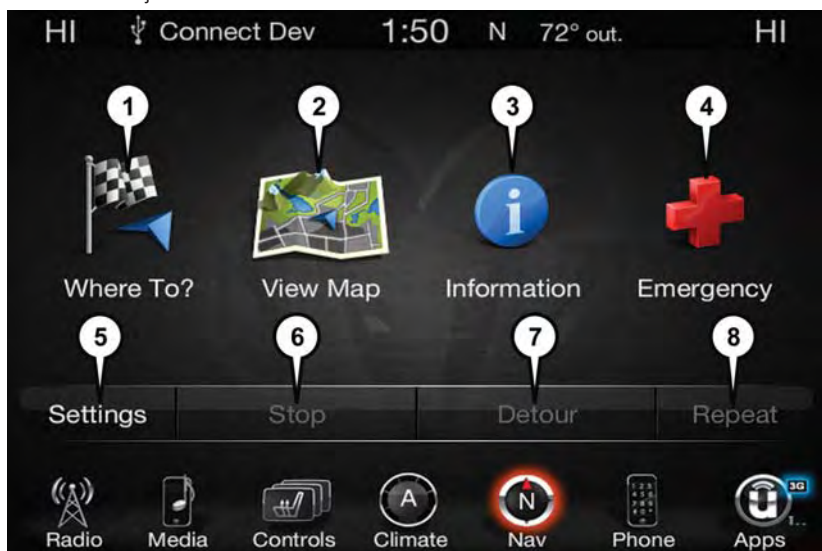 HI Connect Dev 1:50 N 72° out. HI
1 2 3 4
Where To? View Map Information Emergency
5 6 7 8
Settings Stop Detour Repeat
A N 3G
1..
Radio Media Controls Climate Nav Phone Apps